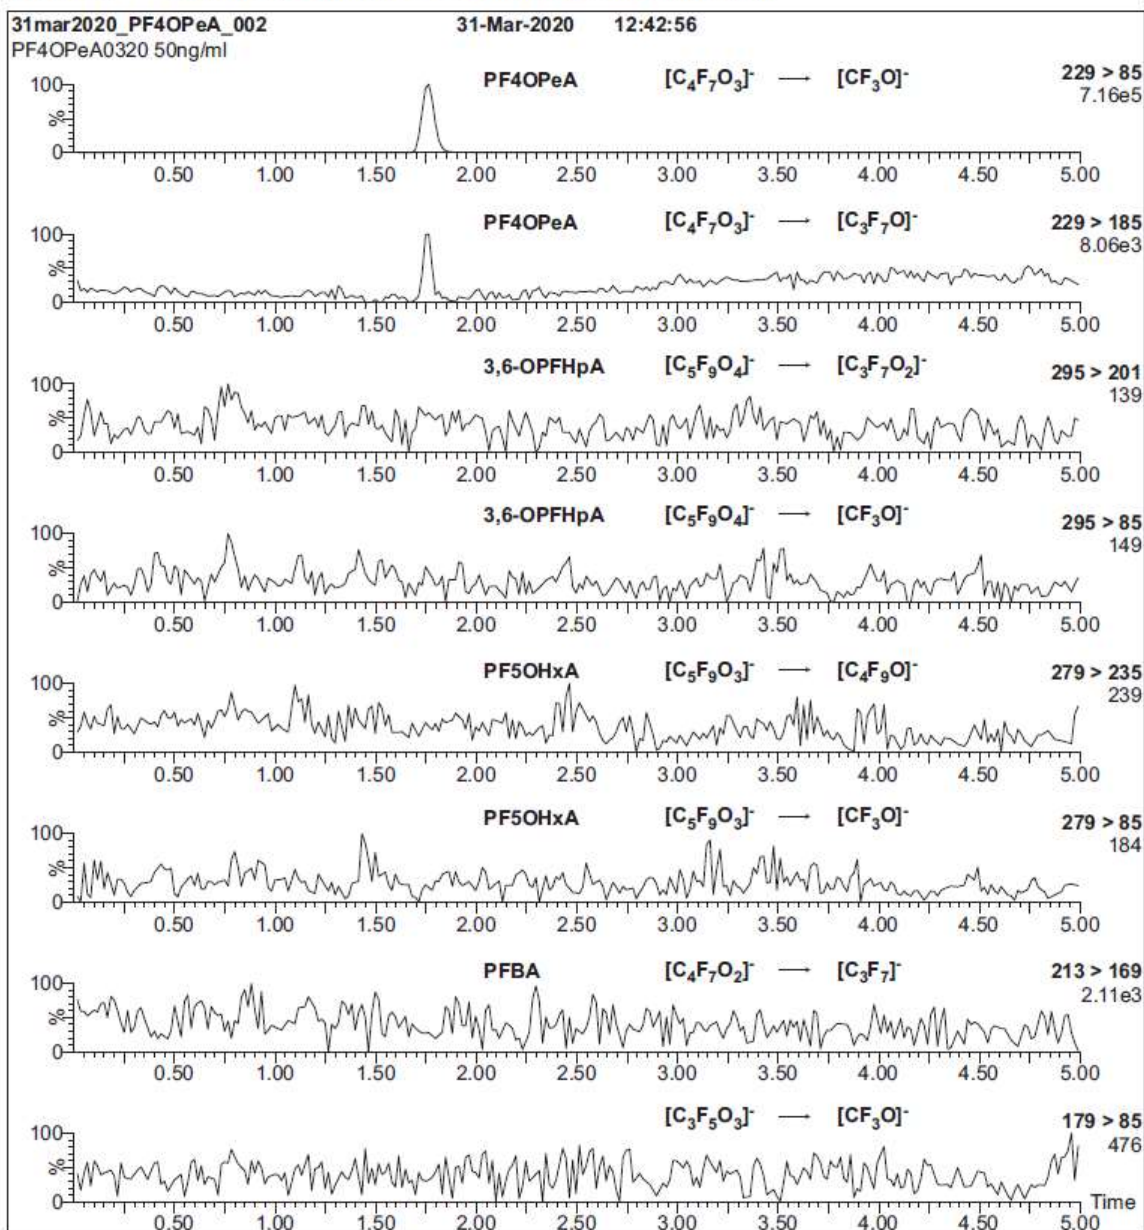 31mar2020_PF4OPeA_002 31-Mar-2020 12:42:56
PF4OPeA0320 50ng/ml
PF4OPeA [C4F7O3]- → [CF3O]- 229 > 85
7.16e5
100
%
0
0.50 1.00 1.50 2.00 2.50 3.00 3.50 4.00 4.50 5.00
PF4OPeA [C4F7O3]- → [C3F7O]- 229 > 185
8.06e3
100
%
0
0.50 1.00 1.50 2.00 2.50 3.00 3.50 4.00 4.50 5.00
3,6-OPFHpA [C5F9O4]- → [C3F7O2]- 295 > 201
139
100
%
0
0.50 1.00 1.50 2.00 2.50 3.00 3.50 4.00 4.50 5.00
3,6-OPFHpA [C5F9O4]- → [CF3O]- 295 > 85
149
100
%
0
0.50 1.00 1.50 2.00 2.50 3.00 3.50 4.00 4.50 5.00
PF5OHxA [C5F9O3]- → [C4F9O]- 279 > 235
239
100
%
0
0.50 1.00 1.50 2.00 2.50 3.00 3.50 4.00 4.50 5.00
PF5OHxA [C5F9O3]- → [CF3O]- 279 > 85
184
100
%
0
0.50 1.00 1.50 2.00 2.50 3.00 3.50 4.00 4.50 5.00
PFBA [C4F7O2]- → [C3F7]- 213 > 169
2.11e3
100
%
0
0.50 1.00 1.50 2.00 2.50 3.00 3.50 4.00 4.50 5.00
[C3F5O3]- → [CF3O]- 179 > 85
476
100
%
0
Time
0.50 1.00 1.50 2.00 2.50 3.00 3.50 4.00 4.50 5.00